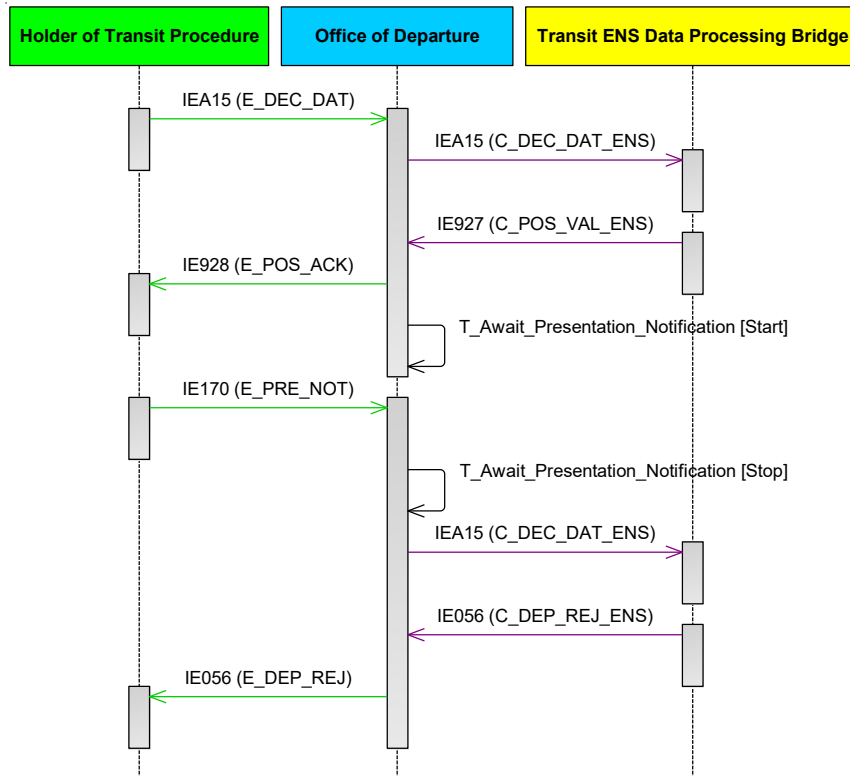 Holder of Transit Procedure
Office of Departure
Transit ENS Data Processing Bridge
IEA15 (E_DEC_DAT)
IEA15 (C_DEC_DAT_ENS)
IE927 (C_POS_VAL_ENS)
IE928 (E_POS_ACK)
T_Await_Presentation_Notification [Start]
IE170 (E_PRE_NOT)
T_Await_Presentation_Notification [Stop]
IEA15 (C_DEC_DAT_ENS)
IE056 (C_DEP_REJ_ENS)
IE056 (E_DEP_REJ)